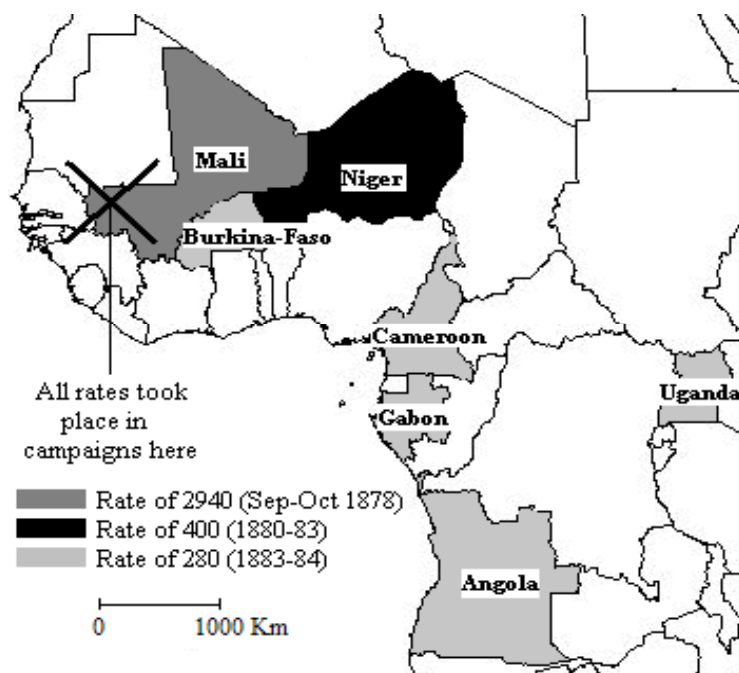 Mali
Niger
Burkina-Faso
Cameroon
Gabon
Uganda
All rates took
place in
campaigns here
Rate of 2940 (Sep-Oct 1878)
Rate of 400 (1880-83)
Rate of 280 (1883-84)
Angola
0 1000 Km